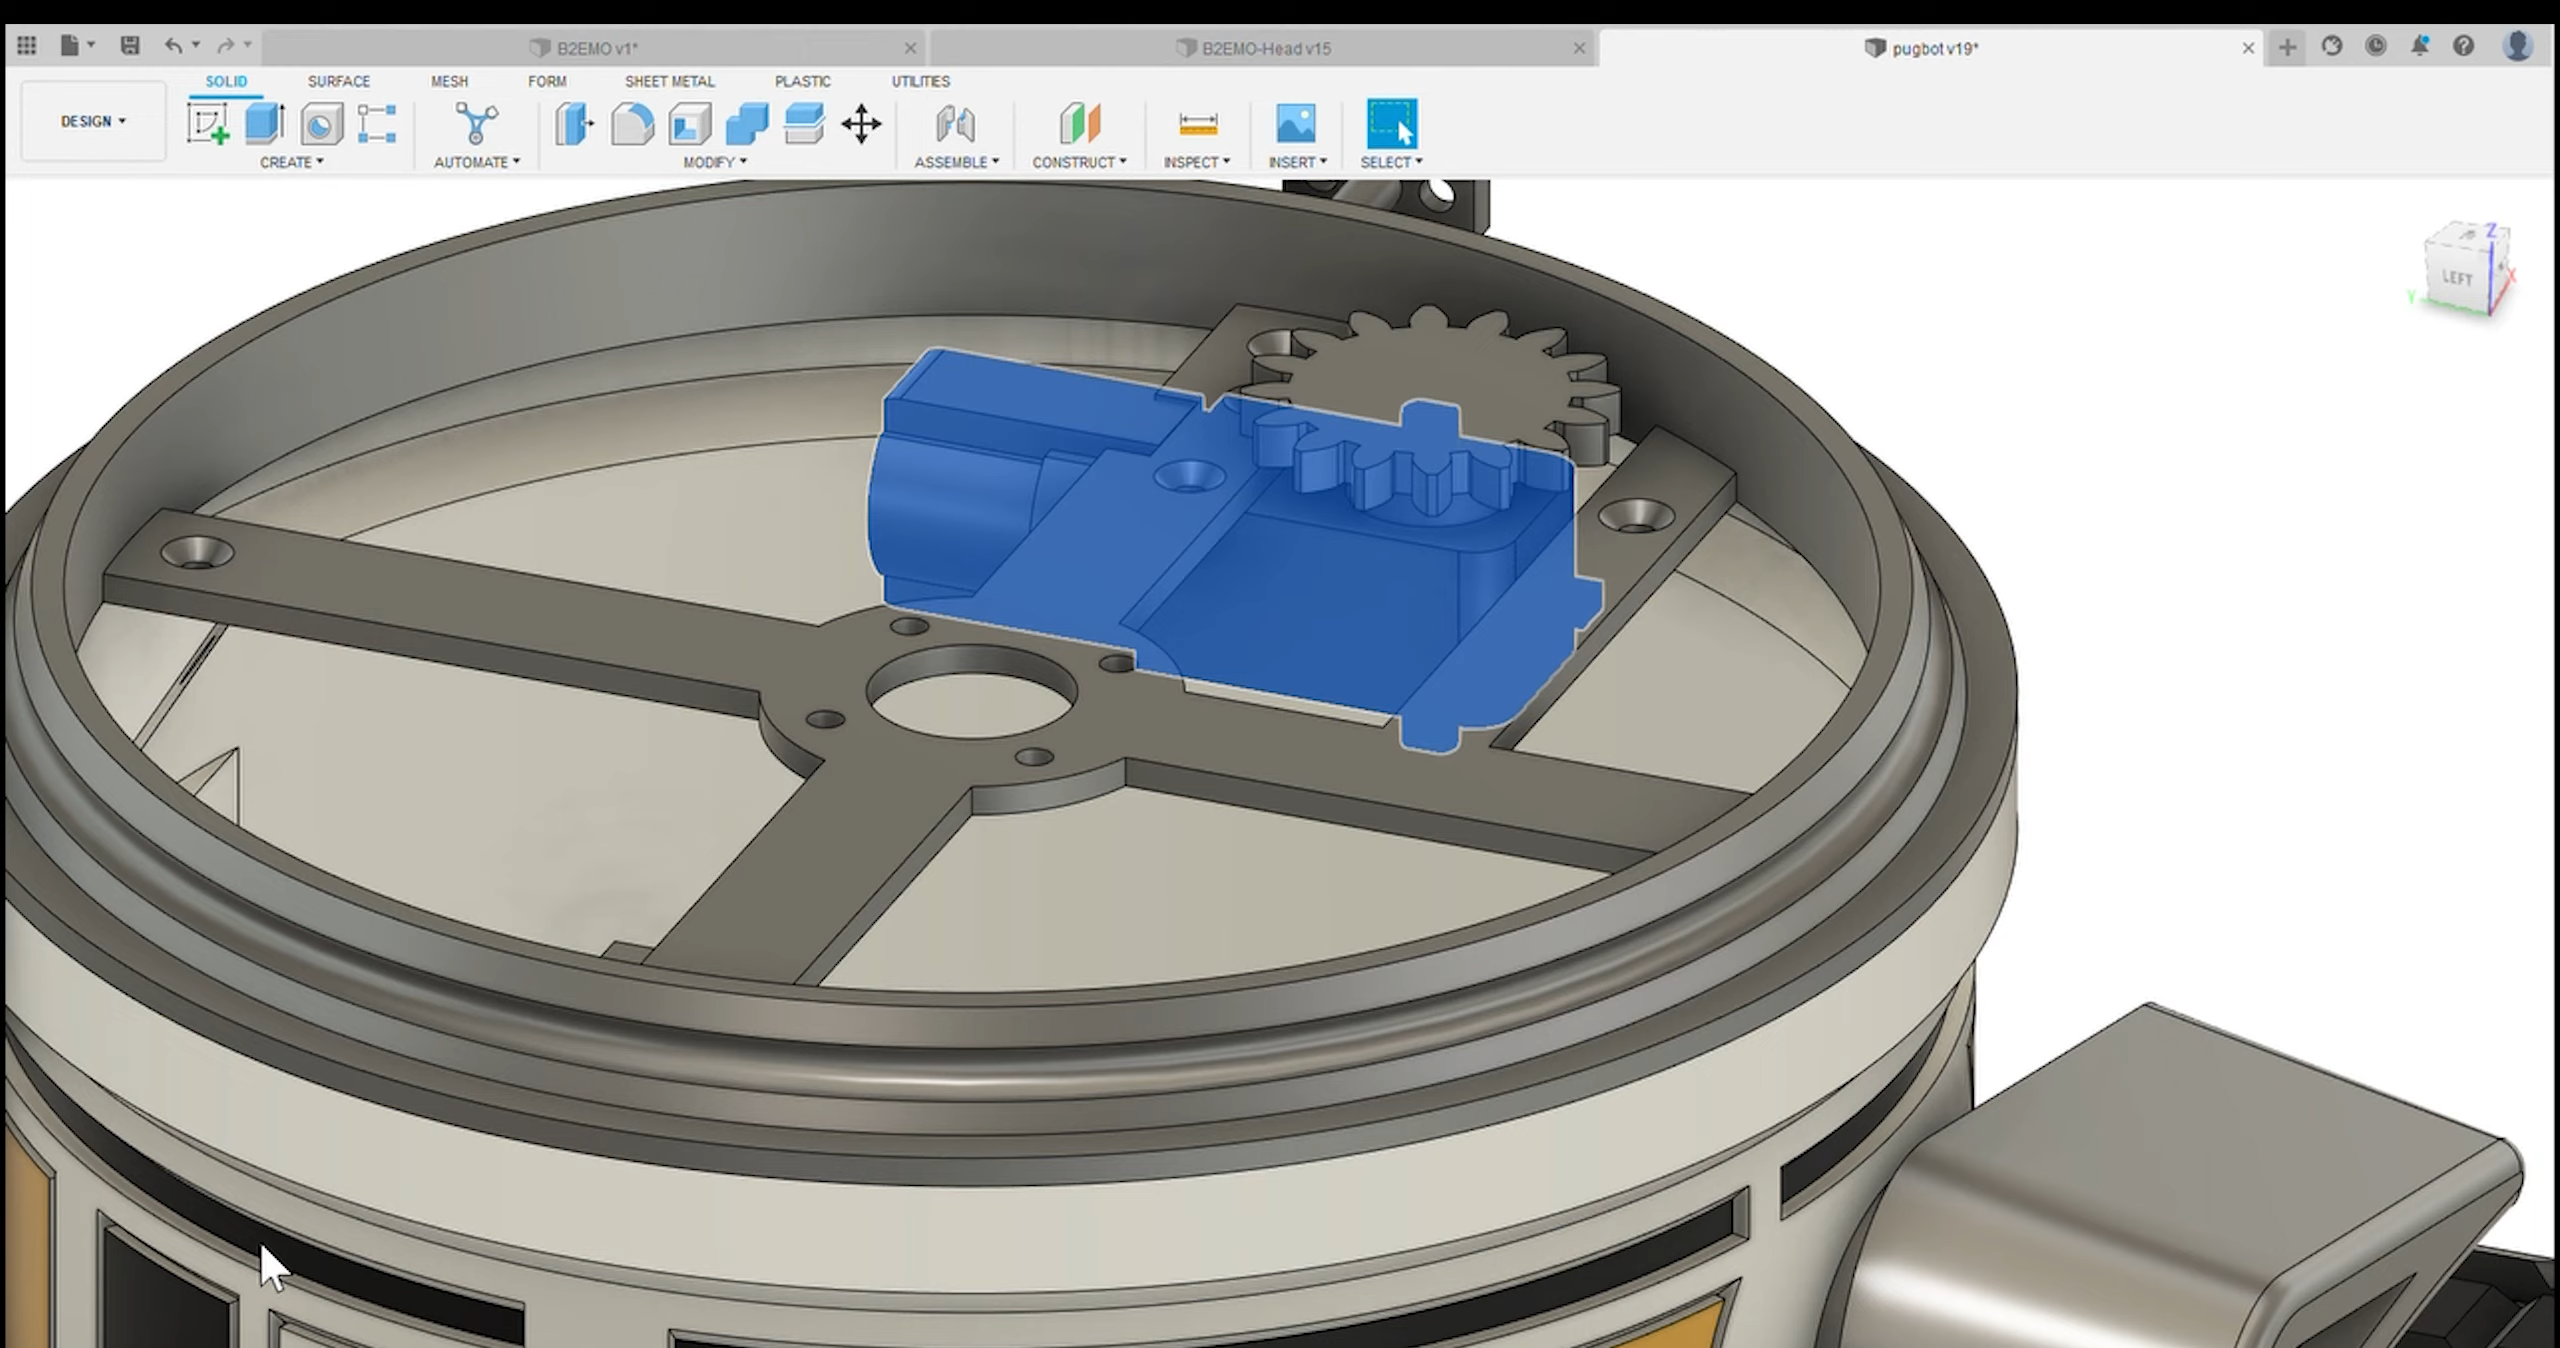 B2EMO v1*
B2EMO-Head v15
pugbot v19*
SOLID
SURFACE
MESH
FORM
SHEET METAL
PLASTIC
UTILITIES
DESIGN
CREATE
AUTOMATE
MODIFY
ASSEMBLE
CONSTRUCT
INSPECT
INSERT
SELECT
Z
LEFT
X
Y